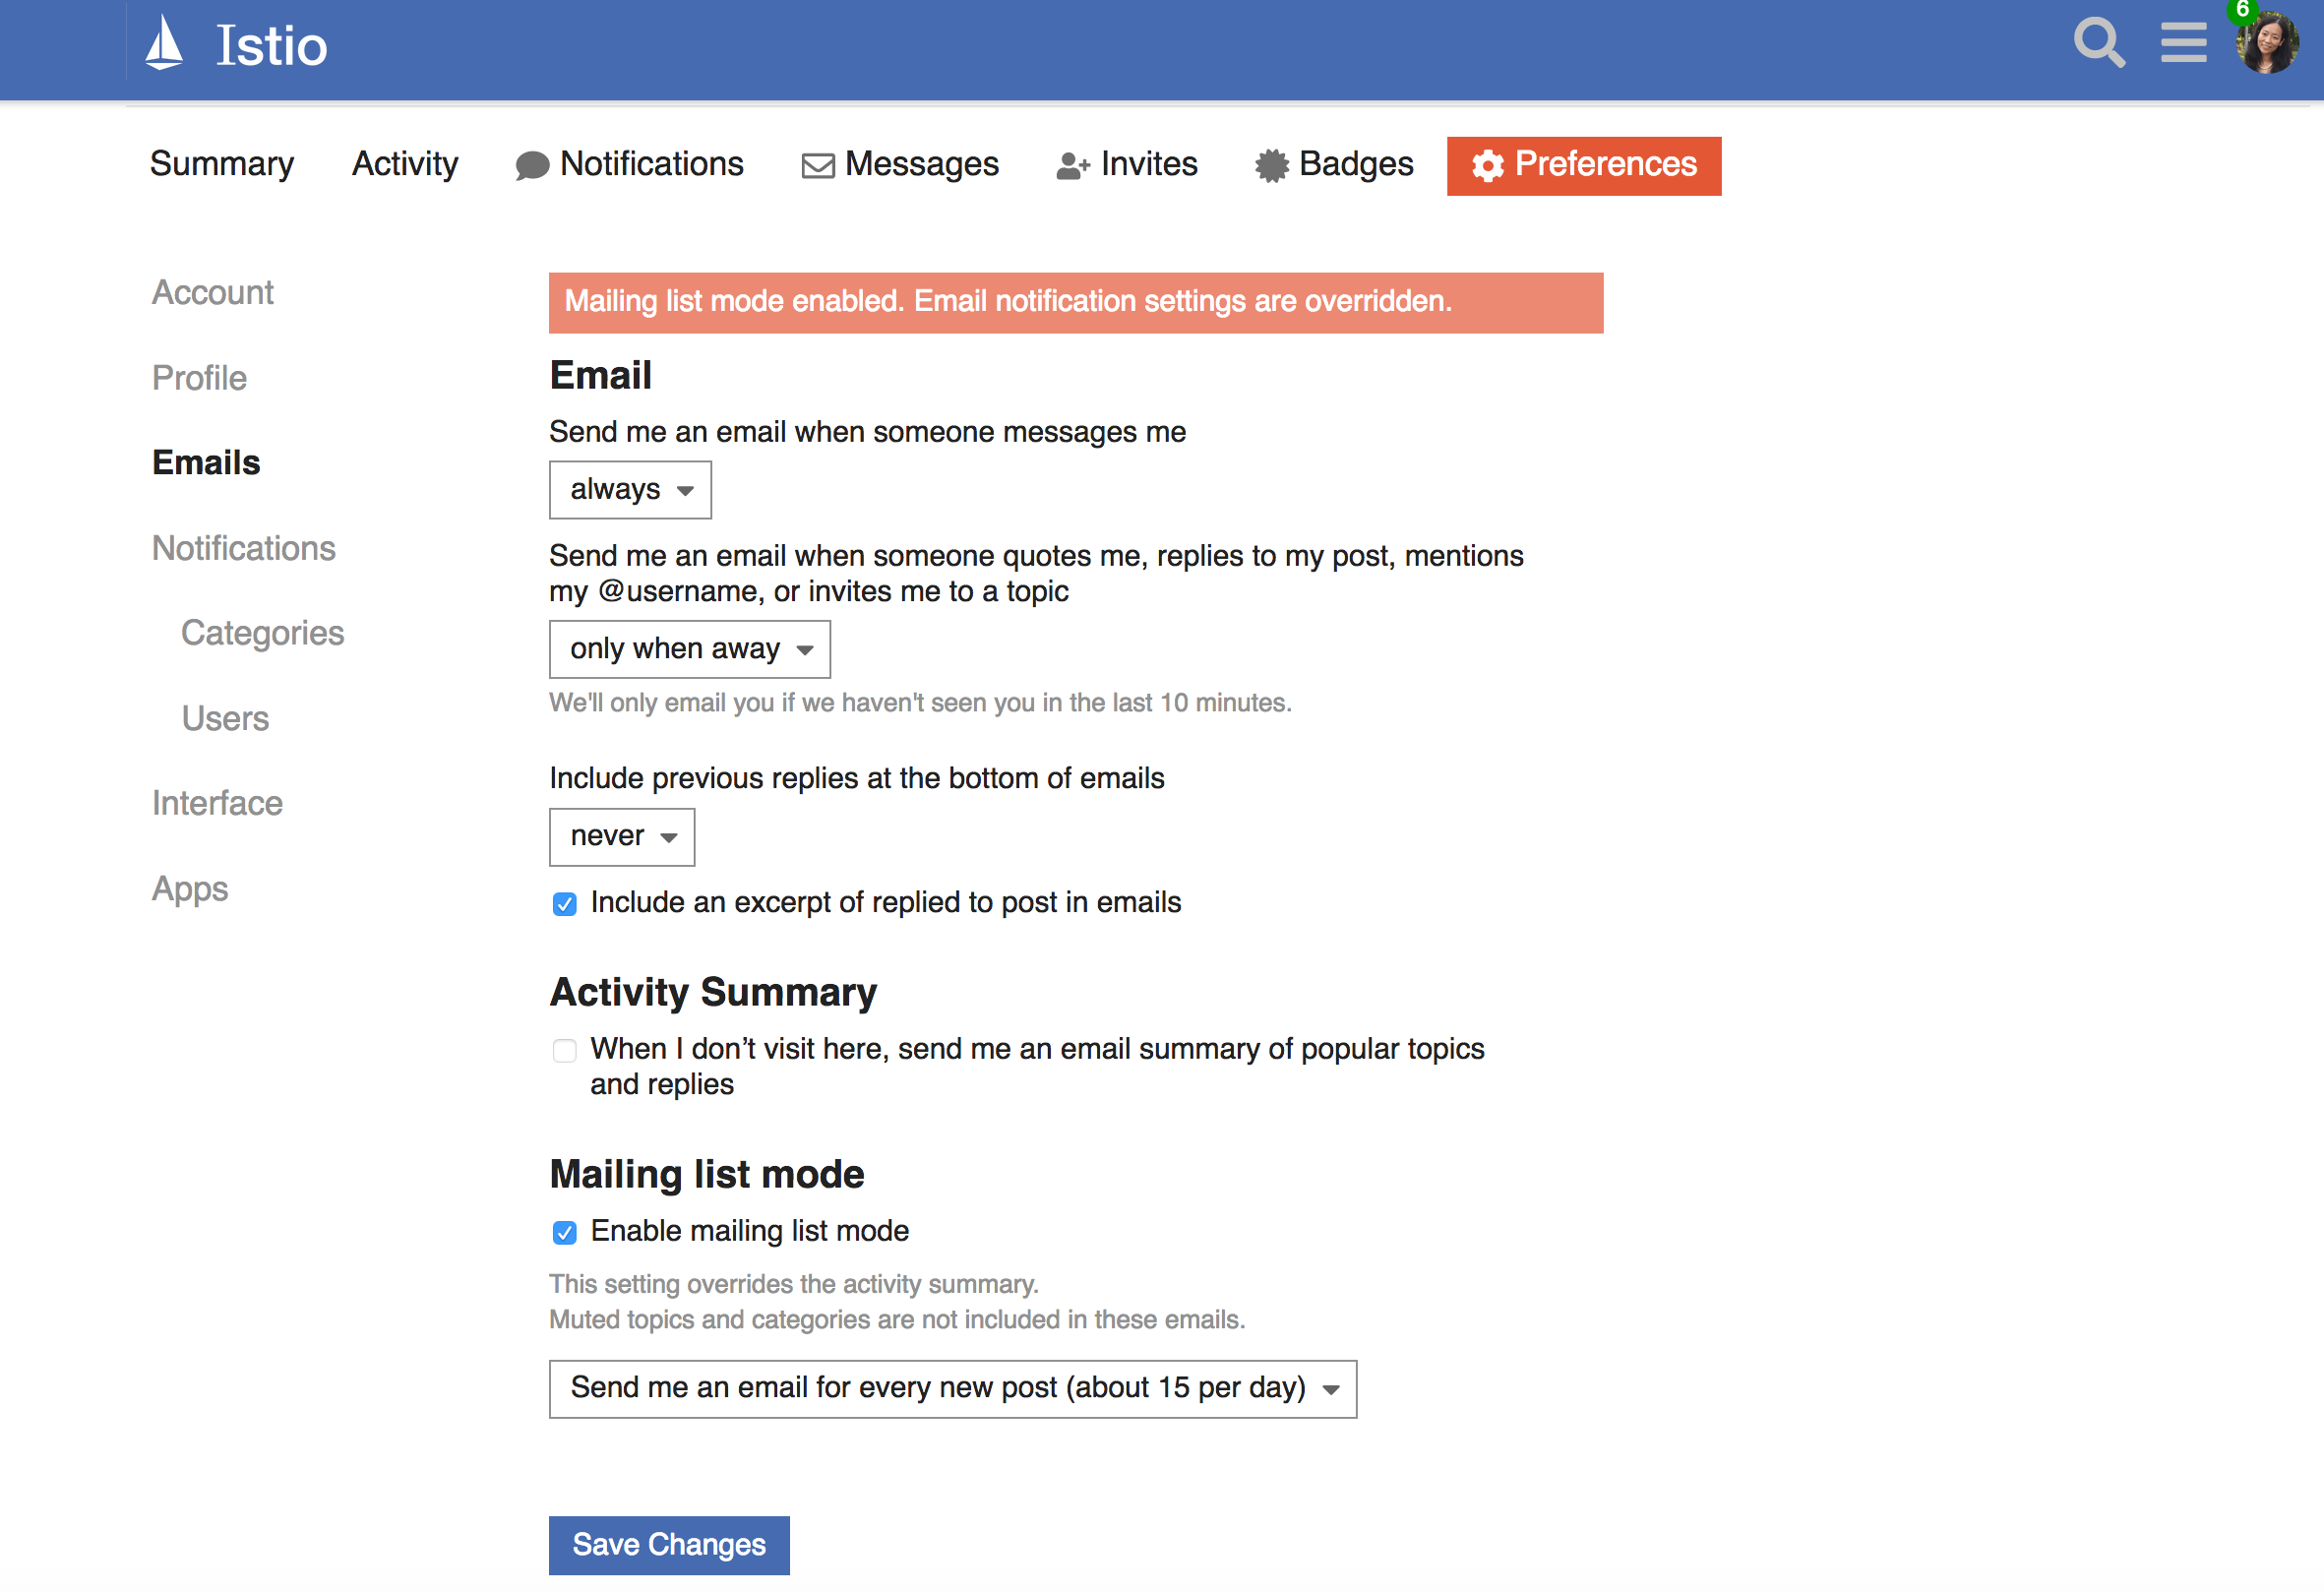 Istio
6
Summary
Activity
Notifications
Messages
Invites
Badges
Preferences
Account
Profile
Emails
Notifications
Categories
Users
Interface
Apps
Mailing list mode enabled. Email notification settings are overridden.
Email
Send me an email when someone messages me
always
Send me an email when someone quotes me, replies to my post, mentions
my @username, or invites me to a topic
only when away
We'll only email you if we haven't seen you in the last 10 minutes.
Include previous replies at the bottom of emails
never
Include an excerpt of replied to post in emails
Activity Summary
When I don’t visit here, send me an email summary of popular topics
and replies
Mailing list mode
Enable mailing list mode
This setting overrides the activity summary.
Muted topics and categories are not included in these emails.
Send me an email for every new post (about 15 per day)
Save Changes